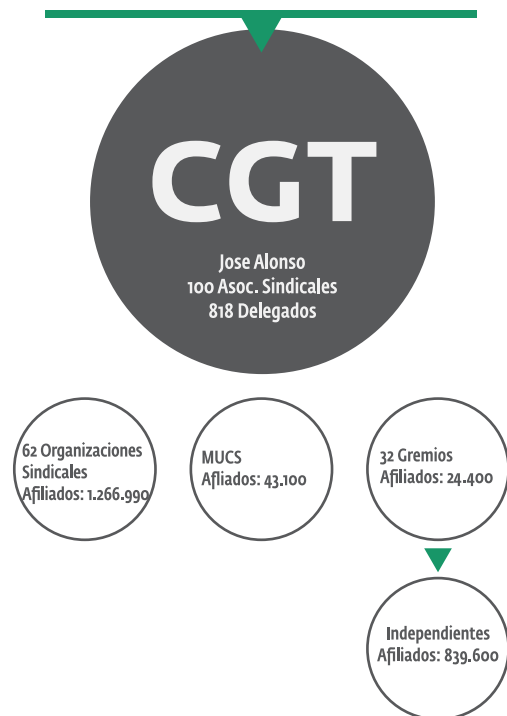 CGT
Jose Alonso
100 Asoc. Sindicales
818 Delegados
62 Organizaciones
Sindicales
Afiliados: 1.266.990
MUCS
Afliados: 43.100
32 Gremios
Afiliados: 24.400
Independientes
Afiliados: 839.600